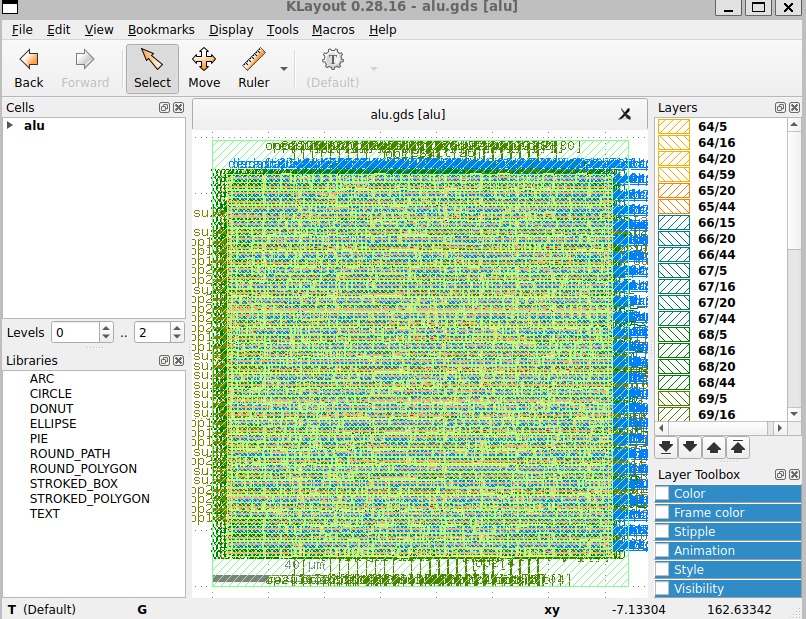 KLayout 0.28.16 - alu.gds [alu]
File Edit View Bookmarks Display Tools Macros Help
Back Forward Select Move Ruler (Default)
Cells
alu
Levels 0 .. 2
Libraries
ARC
CIRCLE
DONUT
ELLIPSE
PIE
ROUND_PATH
ROUND_POLYGON
STROKED_BOX
STROKED_POLYGON
TEXT
alu.gds [alu]
40 µm
Layers
64/5
64/16
64/20
64/59
65/20
65/44
66/15
66/20
66/44
67/5
67/16
67/20
67/44
68/5
68/16
68/20
68/44
69/5
69/16
Layer Toolbox
Color
Frame color
Stipple
Animation
Style
Visibility
T (Default) G xy -7.13304 162.63342